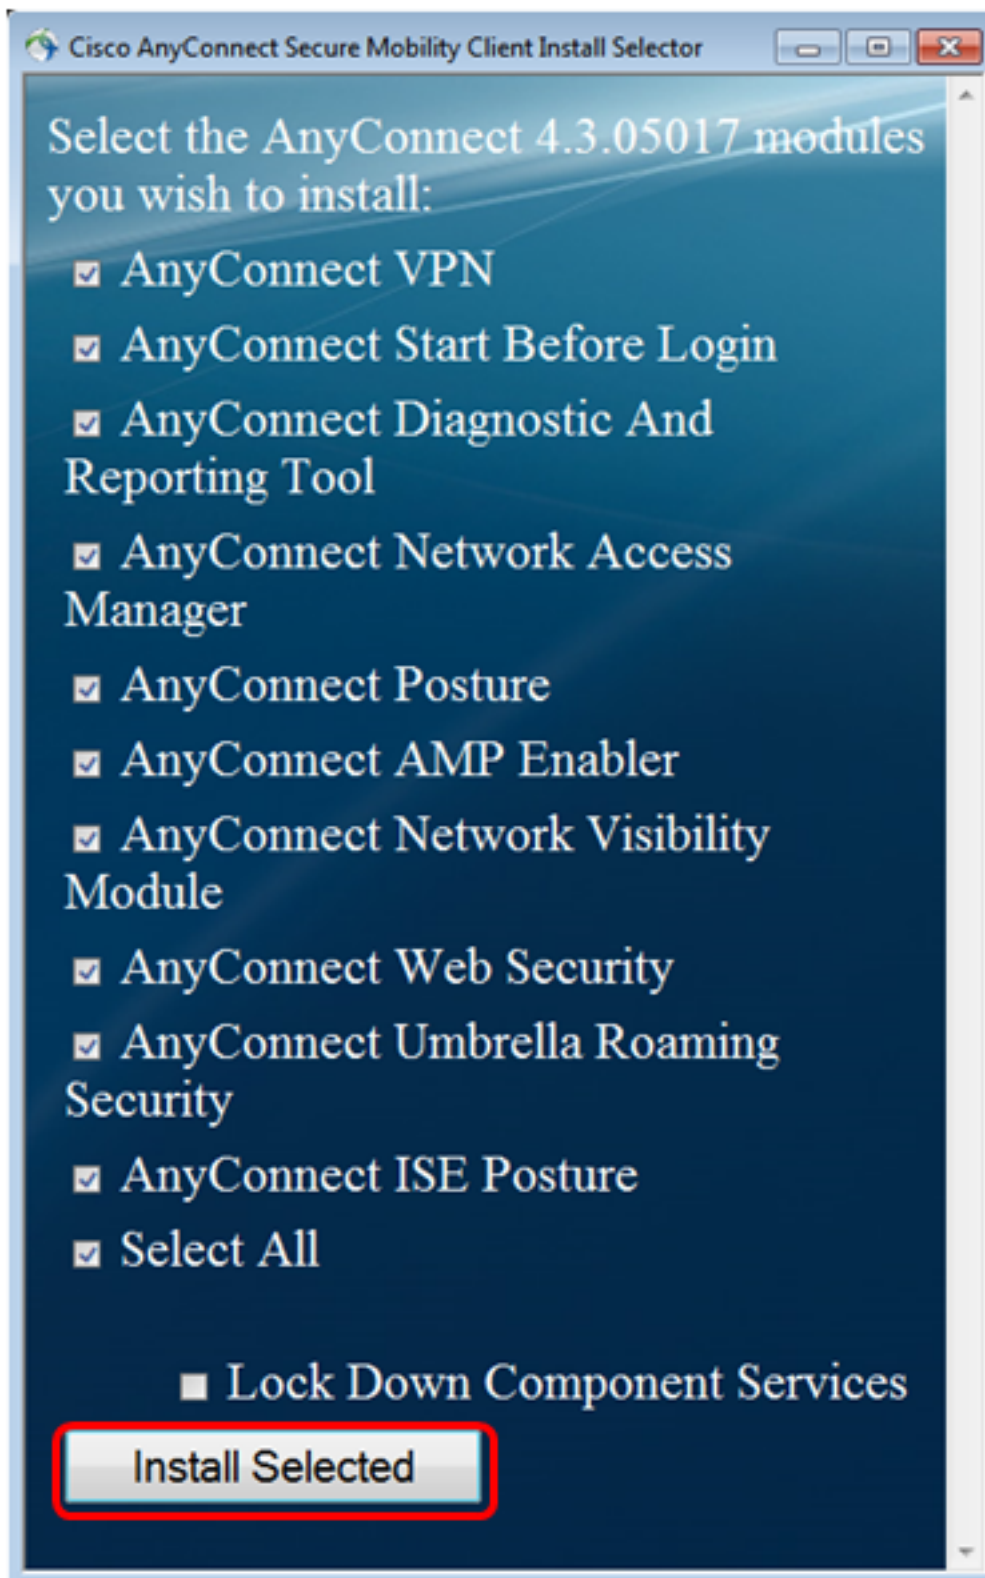 Cisco AnyConnect Secure Mobility Client Install Selector
Select the AnyConnect 4.3.05017 modules
you wish to install:
AnyConnect VPN
AnyConnect Start Before Login
AnyConnect Diagnostic And
Reporting Tool
AnyConnect Network Access
Manager
AnyConnect Posture
AnyConnect AMP Enabler
AnyConnect Network Visibility
Module
AnyConnect Web Security
AnyConnect Umbrella Roaming
Security
AnyConnect ISE Posture
Select All
Lock Down Component Services
Install Selected